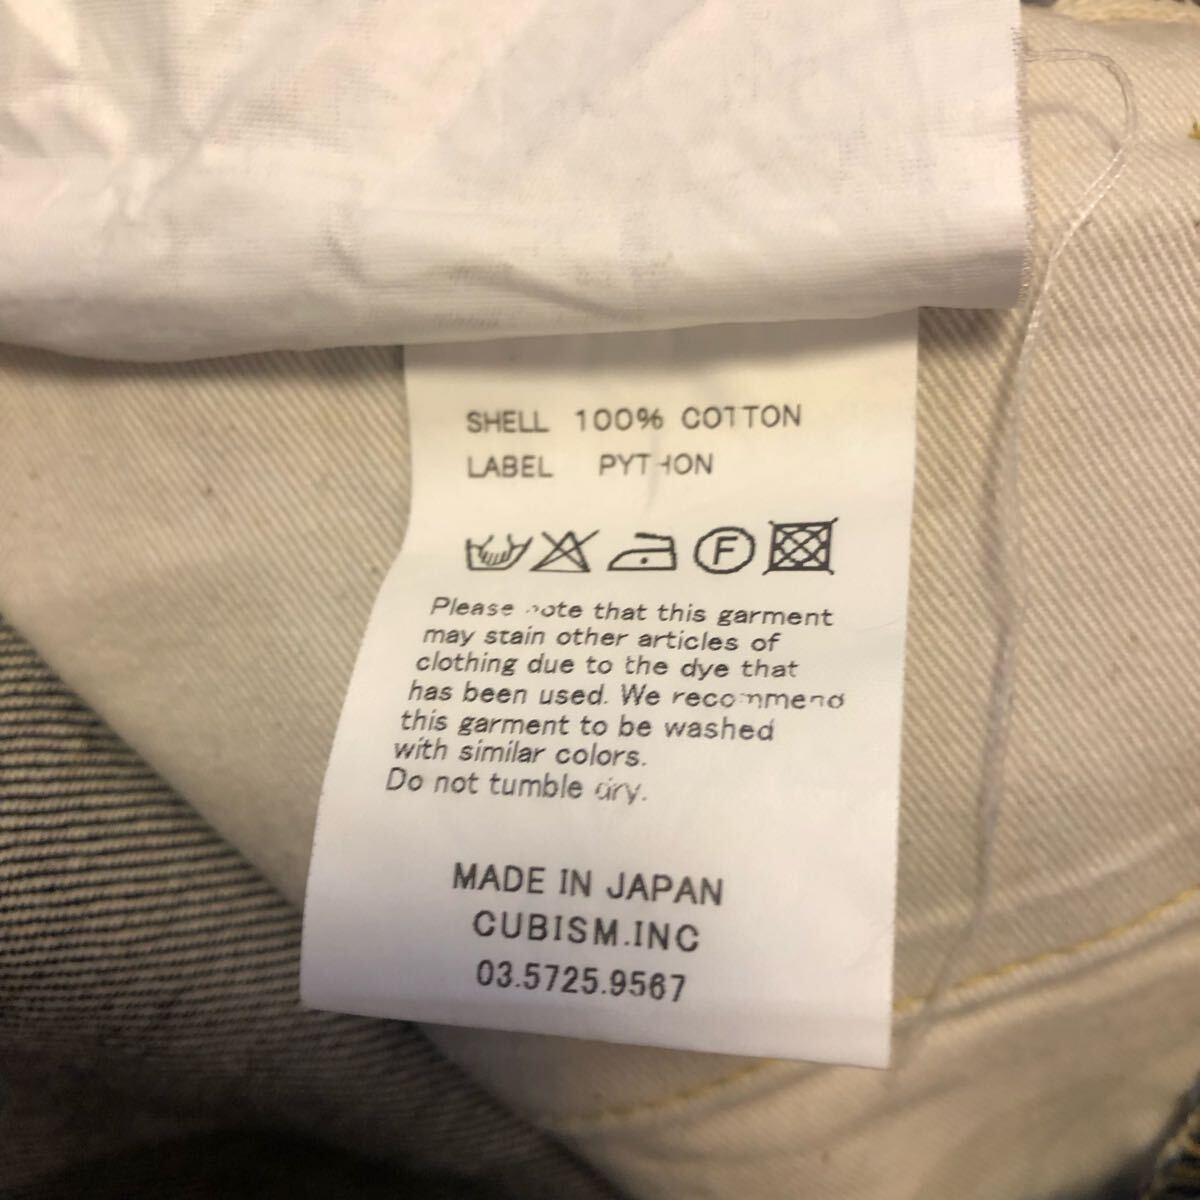 SHELL 100% COTTON
LABEL PYTHON
F
Please note that this garment
may stain other articles of
clothing due to the dye that
has been used. We recommend
this garment to be washed
with similar colors.
Do not tumble dry.
MADE IN JAPAN
CUBISM.INC
03.5725.9567